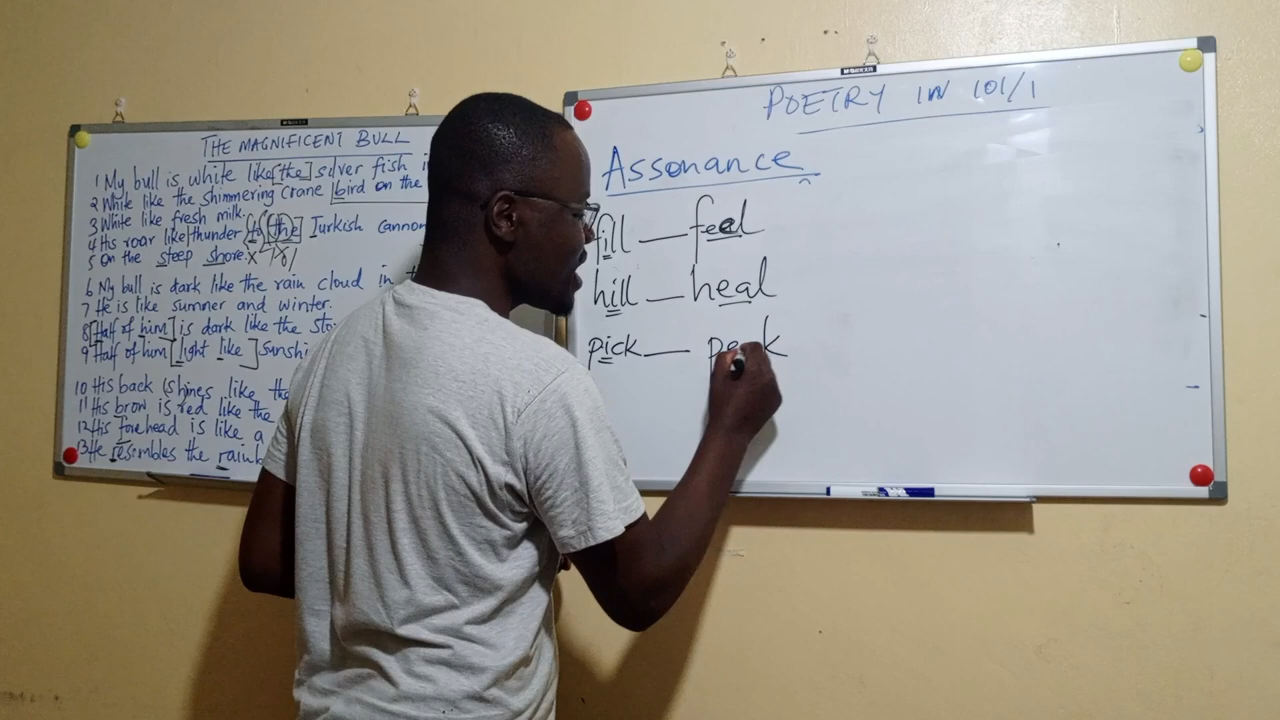 THE MAGNIFICENT BULL
1 My bull is white like [the] silver fish
2 White like the shimmering crane bird on the
3 White like fresh milk.
4 His roar like thunder to the Turkish cannon
5 On the steep shore.
6 My bull is dark like the rain cloud in
7 He is like summer and winter.
8 [Half of him] is dark like the
9 Half of him [light like]
10 His back shines like the
11 His brow is red like the
12 His forehead is like a
13 He resembles the
POETRY IN 101/1
Assonance
fill — feel
hill — heal
pick —